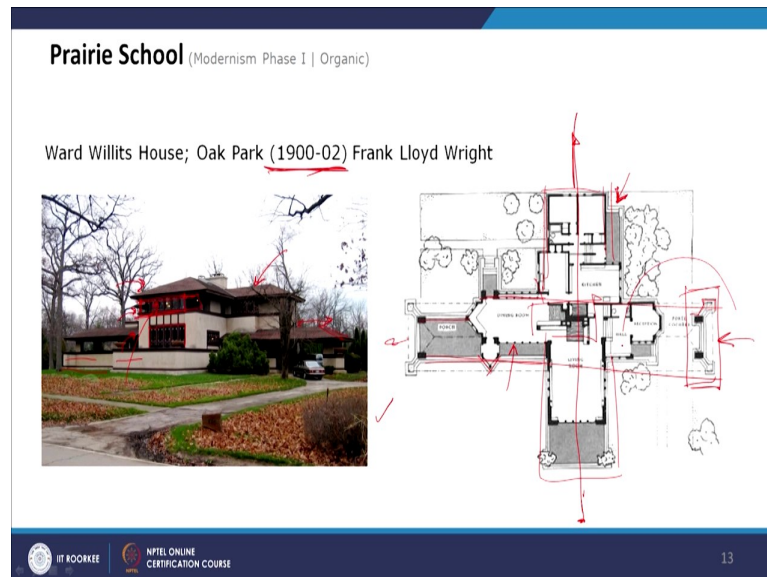 Prairie School (Modernism Phase I | Organic)
Ward Willits House; Oak Park (1900-02) Frank Lloyd Wright
KITCHEN
DINING ROOM
PORCH
HALL
RECEPTION
LIVING ROOM
IIT ROORKEE
NPTEL ONLINE
CERTIFICATION COURSE
13